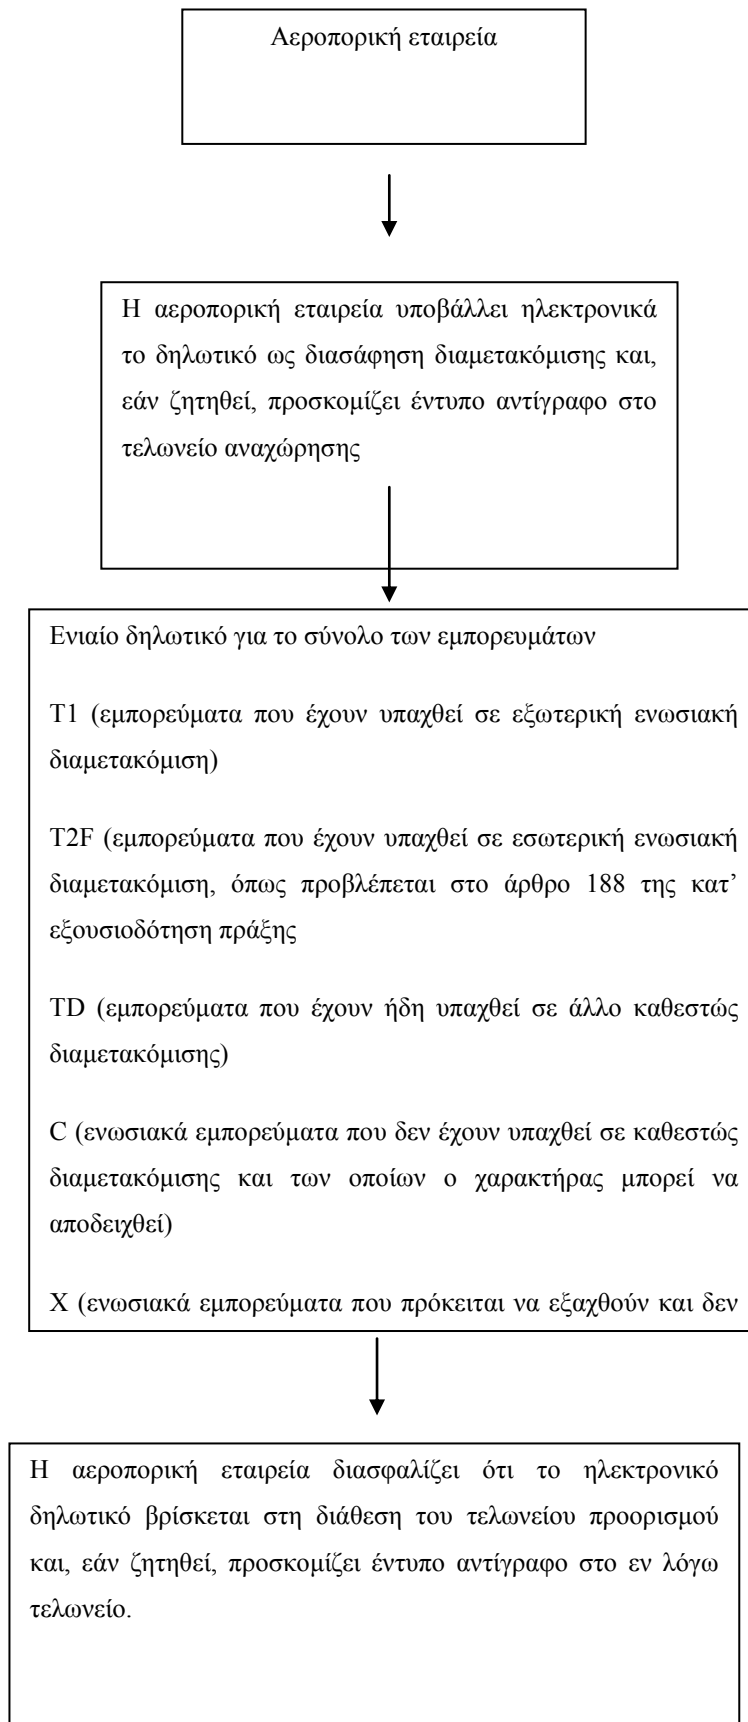 Αεροπορική εταιρεία
Η αεροπορική εταιρεία υποβάλλει ηλεκτρονικά
το δηλωτικό ως διασάφηση διαμετακόμισης και,
εάν ζητηθεί, προσκομίζει έντυπο αντίγραφο στο
τελωνείο αναχώρησης
Ενιαίο δηλωτικό για το σύνολο των εμπορευμάτων
T1 (εμπορεύματα που έχουν υπαχθεί σε εξωτερική ενωσιακή
διαμετακόμιση)
T2F (εμπορεύματα που έχουν υπαχθεί σε εσωτερική ενωσιακή
διαμετακόμιση, όπως προβλέπεται στο άρθρο 188 της κατ’
εξουσιοδότηση πράξης
TD (εμπορεύματα που έχουν ήδη υπαχθεί σε άλλο καθεστώς
διαμετακόμισης)
C (ενωσιακά εμπορεύματα που δεν έχουν υπαχθεί σε καθεστώς
διαμετακόμισης και των οποίων ο χαρακτήρας μπορεί να
αποδειχθεί)
X (ενωσιακά εμπορεύματα που πρόκειται να εξαχθούν και δεν
Η αεροπορική εταιρεία διασφαλίζει ότι το ηλεκτρονικό
δηλωτικό βρίσκεται στη διάθεση του τελωνείου προορισμού
και, εάν ζητηθεί, προσκομίζει έντυπο αντίγραφο στο εν λόγω
τελωνείο.